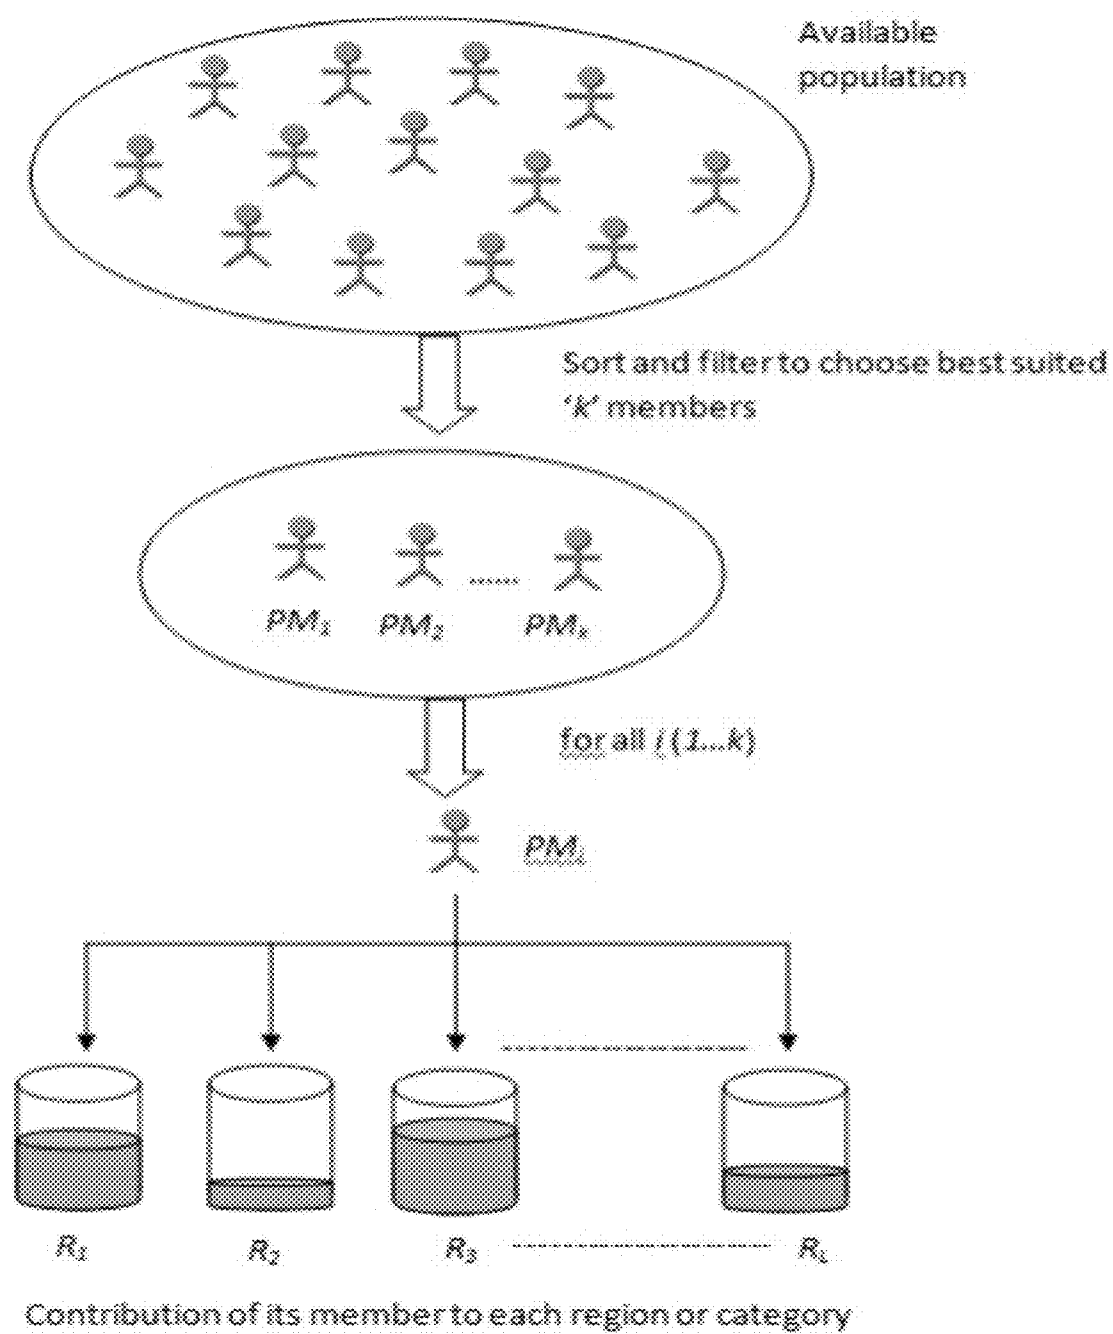 Available
population
Sort and filter to choose best suited
'k' members
PM₁ PM₂ ...... PMₖ
for all i (1...k)
PMᵢ
R₁ R₂ R₃ R_L
Contribution of its member to each region or category